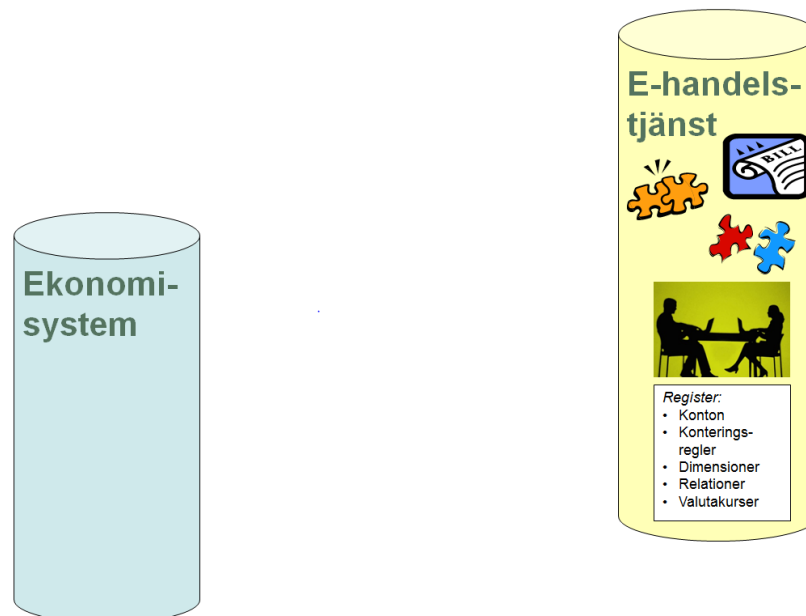 E-handels-
tjänst
BILL
Ekonomi-
system
Register:
• Konton
• Konterings-
regler
• Dimensioner
• Relationer
• Valutakurser